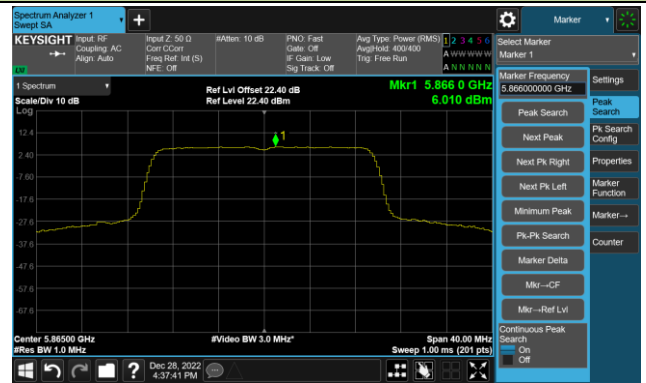 Spectrum Analyzer 1
Swept SA
Marker
KEYSIGHT
Input: RF
Coupling: AC
Align: Auto
Input Z: 50 Ω
Corr CCorr
Freq Ref: Int (S)
NFE: Off
#Atten: 10 dB
PNO: Fast
Gate: Off
IF Gain: Low
Sig Track: Off
Avg Type: Power (RMS)
Avg|Hold: 400/400
Trig: Free Run
1 2 3 4 5 6
A W W W W W
A N N N N N
Select Marker
Marker 1
1 Spectrum
Scale/Div 10 dB
Log
Ref Lvl Offset 22.40 dB
Ref Level 22.40 dBm
Mkr1 5.866 0 GHz
6.010 dBm
12.4
2.40
-7.60
-17.6
-27.6
-37.6
-47.6
-57.6
-67.6
1
Center 5.86500 GHz
#Res BW 1.0 MHz
#Video BW 3.0 MHz*
Span 40.00 MHz
Sweep 1.00 ms (201 pts)
Marker Frequency
5.866000000 GHz
Peak Search
Next Peak
Next Pk Right
Next Pk Left
Minimum Peak
Pk-Pk Search
Marker Delta
Mkr→CF
Mkr→Ref Lvl
Continuous Peak
Search
On
Off
Settings
Peak
Search
Pk Search
Config
Properties
Marker
Function
Marker→
Counter
?
Dec 28, 2022
4:37:41 PM